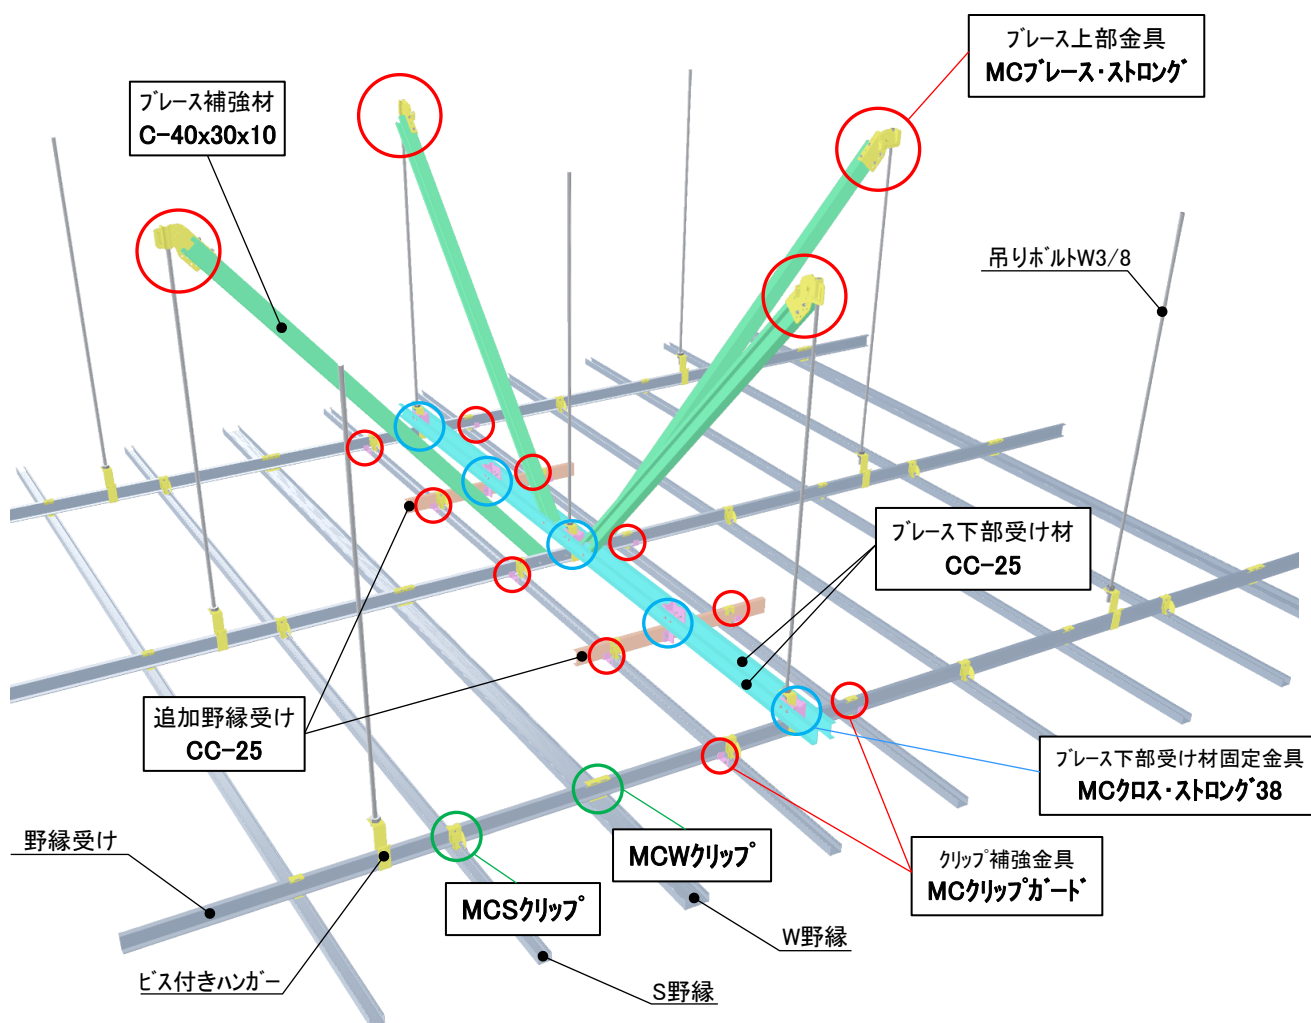 ブレース上部金具
MCブレース・ストロング
ブレース補強材
C-40x30x10
吊りボルトW3/8
ブレース下部受け材
CC-25
追加野縁受け
CC-25
ブレース下部受け材固定金具
MCクロス・ストロング38
野縁受け
MCWクリップ
クリップ補強金具
MCクリップガード
MCSクリップ
W野縁
ビス付きハンガー
S野縁